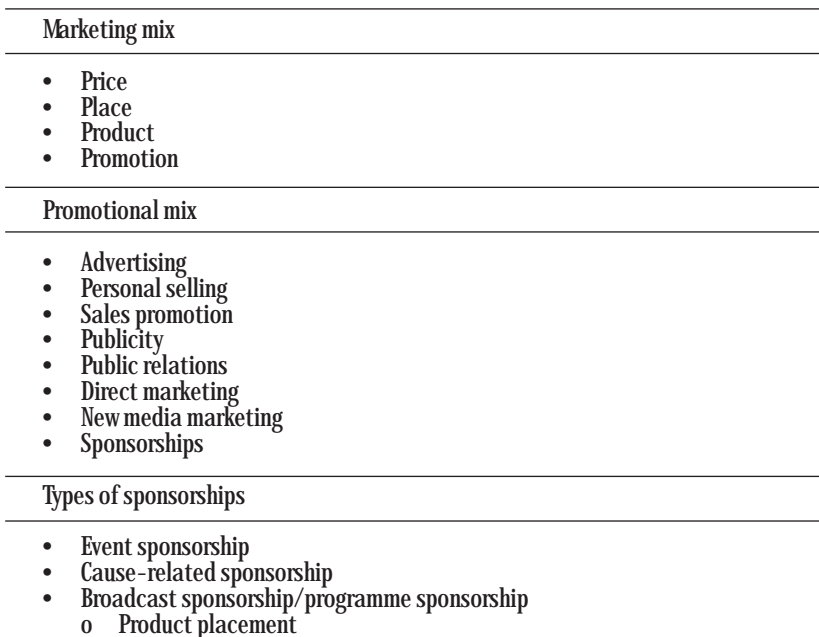 Marketing mix
• Price
• Place
• Product
• Promotion
Promotional mix
• Advertising
• Personal selling
• Sales promotion
• Publicity
• Public relations
• Direct marketing
• New media marketing
• Sponsorships
Types of sponsorships
• Event sponsorship
• Cause-related sponsorship
• Broadcast sponsorship/programme sponsorship
o Product placement